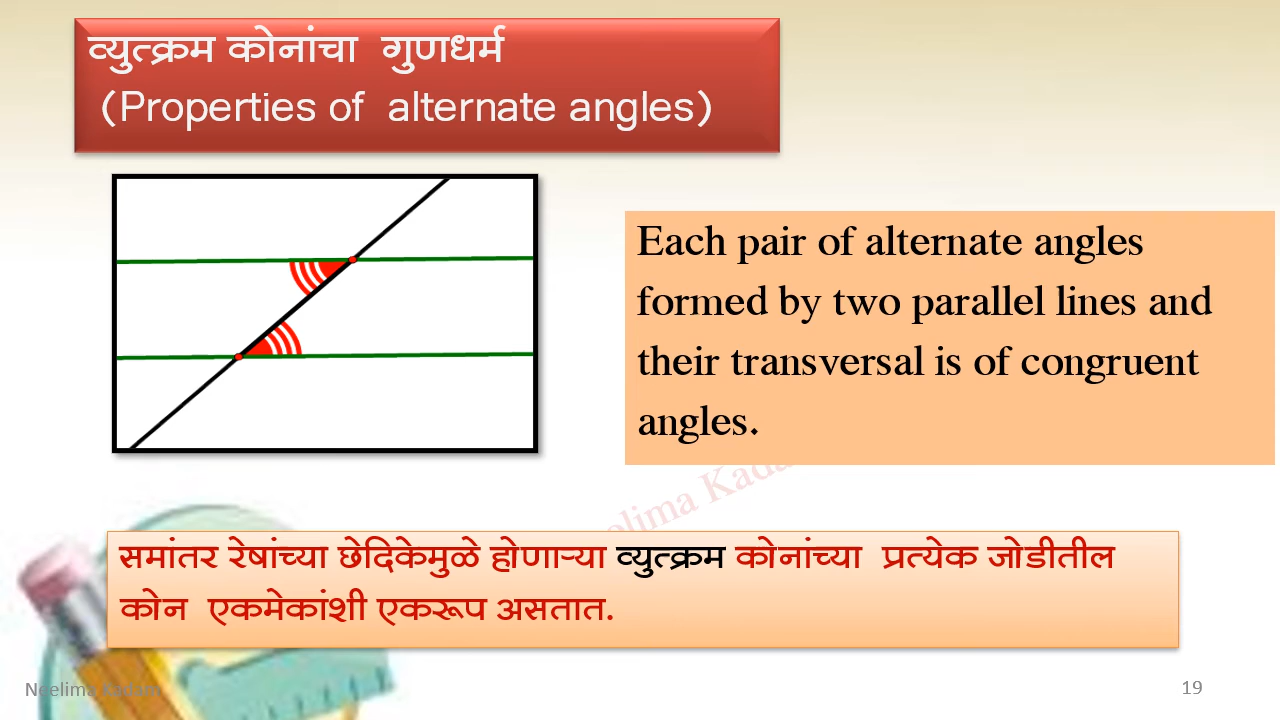 व्युत्क्रम कोनांचा गुणधर्म
(Properties of alternate angles)
Each pair of alternate angles
formed by two parallel lines and
their transversal is of congruent
angles.
समांतर रेषांच्या छेदिकेमुळे होणाऱ्या व्युत्क्रम कोनांच्या प्रत्येक जोडीतील
कोन एकमेकांशी एकरूप असतात.
Neelima Kadam
19